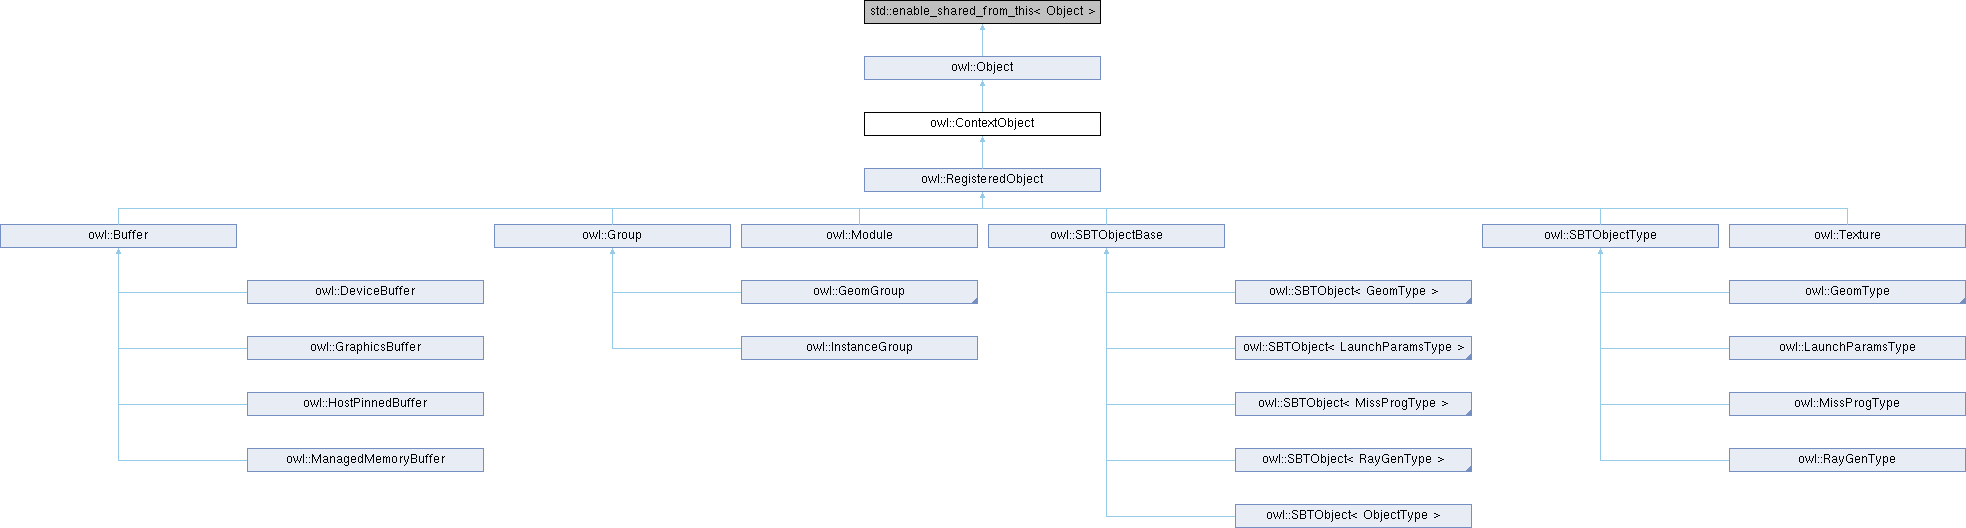 std::enable_shared_from_this< Object >
owl::Object
owl::ContextObject
owl::RegisteredObject
owl::Buffer
owl::Group
owl::Module
owl::SBTObjectBase
owl::SBTObjectType
owl::Texture
owl::DeviceBuffer
owl::GeomGroup
owl::SBTObject< GeomType >
owl::GeomType
owl::GraphicsBuffer
owl::InstanceGroup
owl::SBTObject< LaunchParamsType >
owl::LaunchParamsType
owl::HostPinnedBuffer
owl::SBTObject< MissProgType >
owl::MissProgType
owl::ManagedMemoryBuffer
owl::SBTObject< RayGenType >
owl::RayGenType
owl::SBTObject< ObjectType >